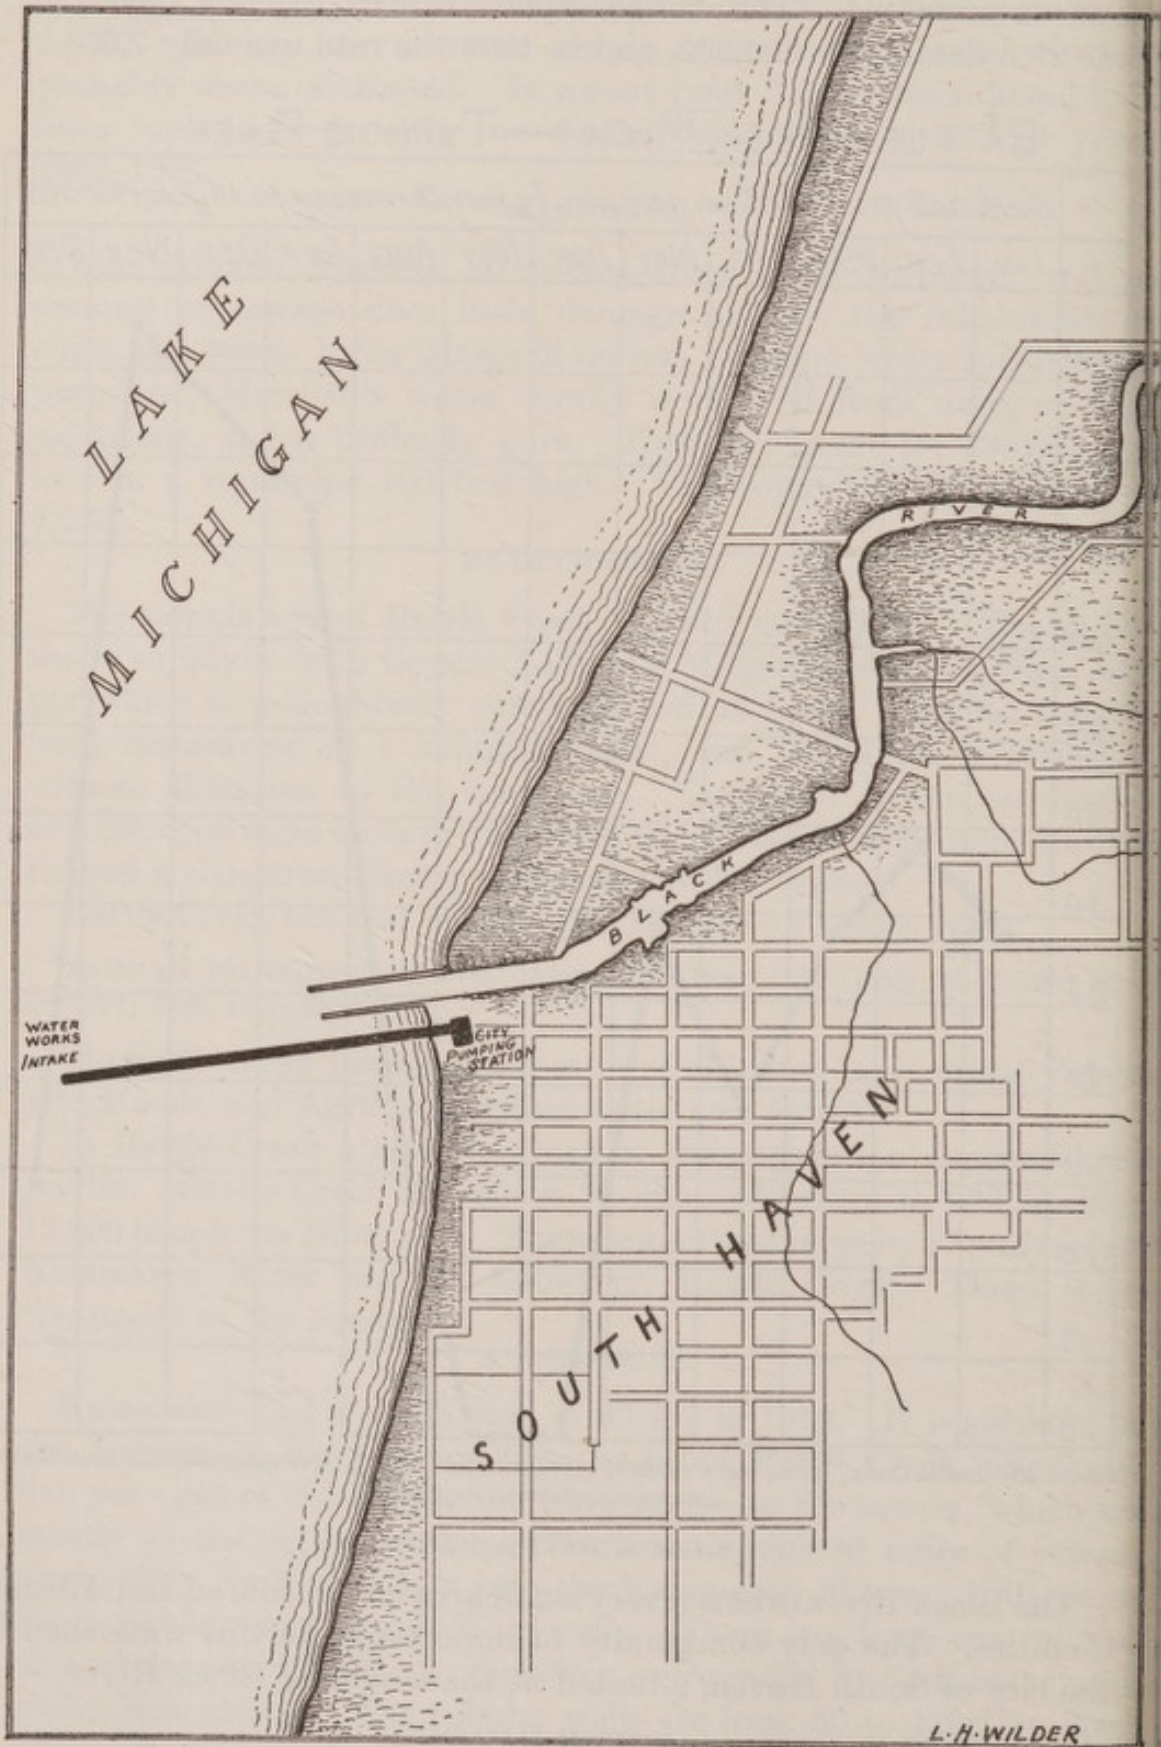 LAKE
MICHIGAN
RIVER
BLACK
WATER
WORKS
INTAKE
CITY
PUMPING
STATION
SOUTH HAVEN
L.H.WILDER